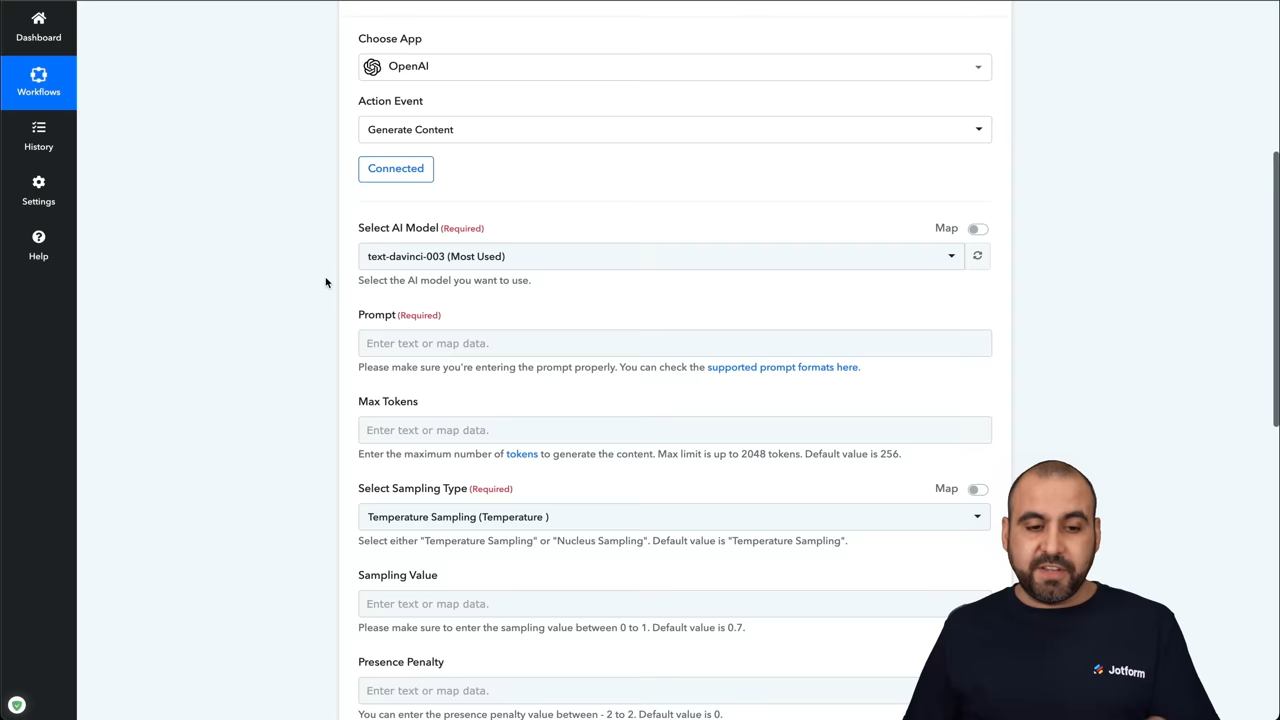 Dashboard
Workflows
History
Settings
Help
Choose App
OpenAI
Action Event
Generate Content
Connected
Select AI Model (Required)
Map
text-davinci-003 (Most Used)
Select the AI model you want to use.
Prompt (Required)
Enter text or map data.
Please make sure you're entering the prompt properly. You can check the supported prompt formats here.
Max Tokens
Enter text or map data.
Enter the maximum number of tokens to generate the content. Max limit is up to 2048 tokens. Default value is 256.
Select Sampling Type (Required)
Map
Temperature Sampling (Temperature )
Select either "Temperature Sampling" or "Nucleus Sampling". Default value is "Temperature Sampling".
Sampling Value
Enter text or map data.
Please make sure to enter the sampling value between 0 to 1. Default value is 0.7.
Presence Penalty
Enter text or map data.
You can enter the presence penalty value between - 2 to 2. Default value is 0.
Jotform